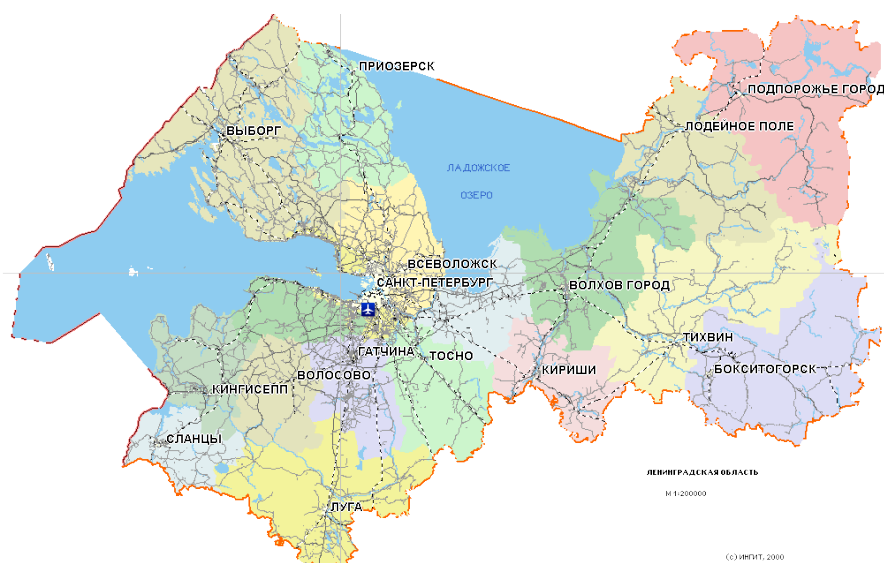 ПРИОЗЕРСК
ПОДПОРОЖЬЕ ГОРОД
ВЫБОРГ
ЛОДЕЙНОЕ ПОЛЕ
ЛАДОЖСКОЕ
ОЗЕРО
ВСЕВОЛОЖСК
САНКТ-ПЕТЕРБУРГ
ВОЛХОВ ГОРОД
ТИХВИН
ГАТЧИНА
ТОСНО
КИРИШИ
БОКСИТОГОРСК
ВОЛОСОВО
КИНГИСЕПП
СЛАНЦЫ
ЛЕНИНГРАДСКАЯ ОБЛАСТЬ
М 1:200000
ЛУГА
(c) ИНГИТ, 2000